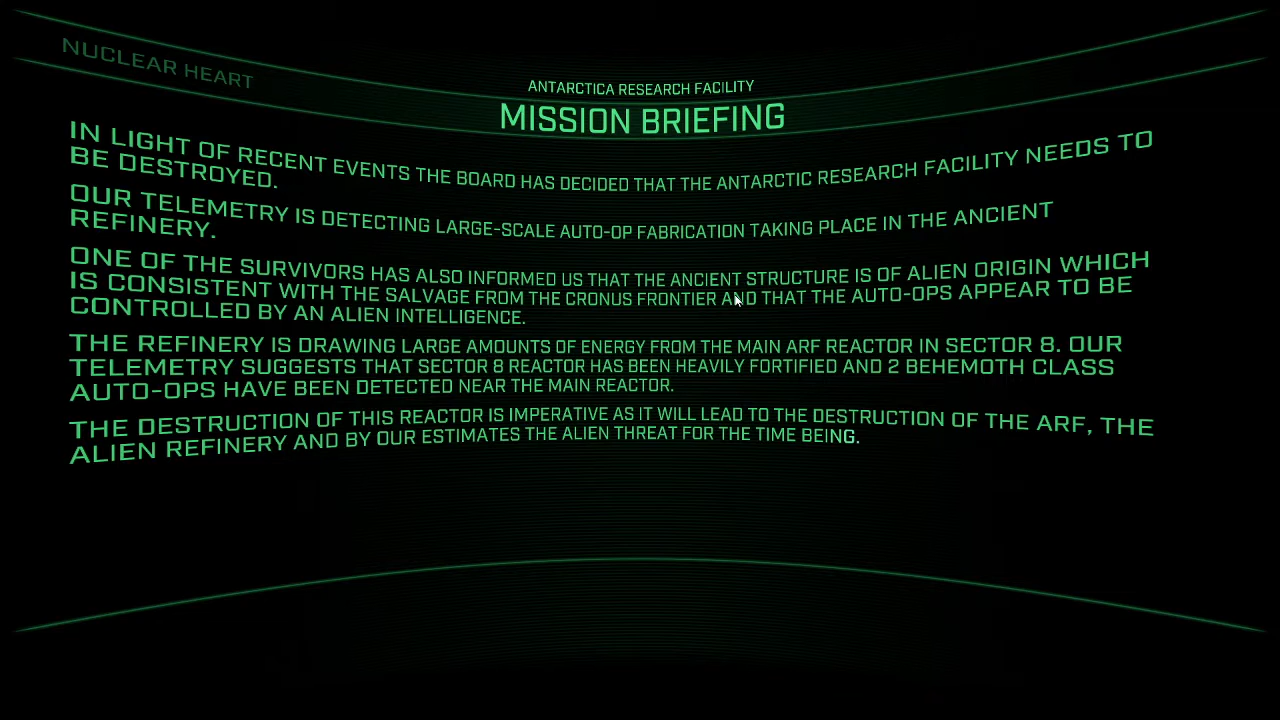 NUCLEAR HEART
ANTARCTICA RESEARCH FACILITY
MISSION BRIEFING
IN LIGHT OF RECENT EVENTS THE BOARD HAS DECIDED THAT THE ANTARCTIC RESEARCH FACILITY NEEDS TO
BE DESTROYED.
OUR TELEMETRY IS DETECTING LARGE-SCALE AUTO-OP FABRICATION TAKING PLACE IN THE ANCIENT
REFINERY.
ONE OF THE SURVIVORS HAS ALSO INFORMED US THAT THE ANCIENT STRUCTURE IS OF ALIEN ORIGIN WHICH
IS CONSISTENT WITH THE SALVAGE FROM THE CRONUS FRONTIER AND THAT THE AUTO-OPS APPEAR TO BE
CONTROLLED BY AN ALIEN INTELLIGENCE.
THE REFINERY IS DRAWING LARGE AMOUNTS OF ENERGY FROM THE MAIN ARF REACTOR IN SECTOR 8. OUR
TELEMETRY SUGGESTS THAT SECTOR 8 REACTOR HAS BEEN HEAVILY FORTIFIED AND 2 BEHEMOTH CLASS
AUTO-OPS HAVE BEEN DETECTED NEAR THE MAIN REACTOR.
THE DESTRUCTION OF THIS REACTOR IS IMPERATIVE AS IT WILL LEAD TO THE DESTRUCTION OF THE ARF, THE
ALIEN REFINERY AND BY OUR ESTIMATES THE ALIEN THREAT FOR THE TIME BEING.